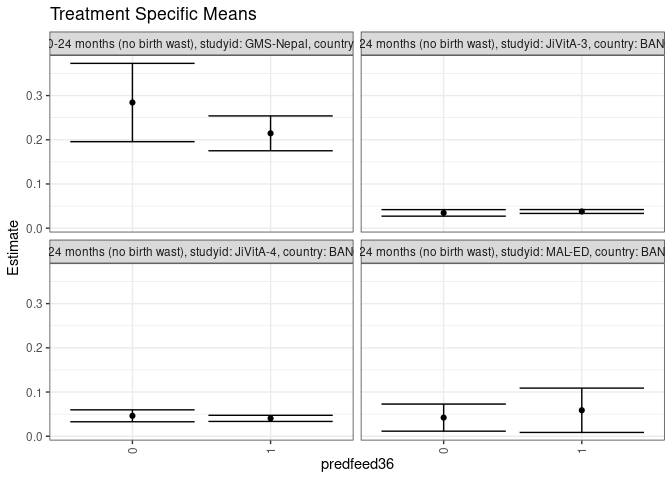 Treatment Specific Means
0-24 months (no birth wast), studyid: GMS-Nepal, country
24 months (no birth wast), studyid: JiVitA-3, country: BAN
0.3
0.2
0.1
0.0
24 months (no birth wast), studyid: JiVitA-4, country: BAN
24 months (no birth wast), studyid: MAL-ED, country: BAN
0.3
0.2
0.1
0.0
Estimate
0
1
0
1
predfeed36